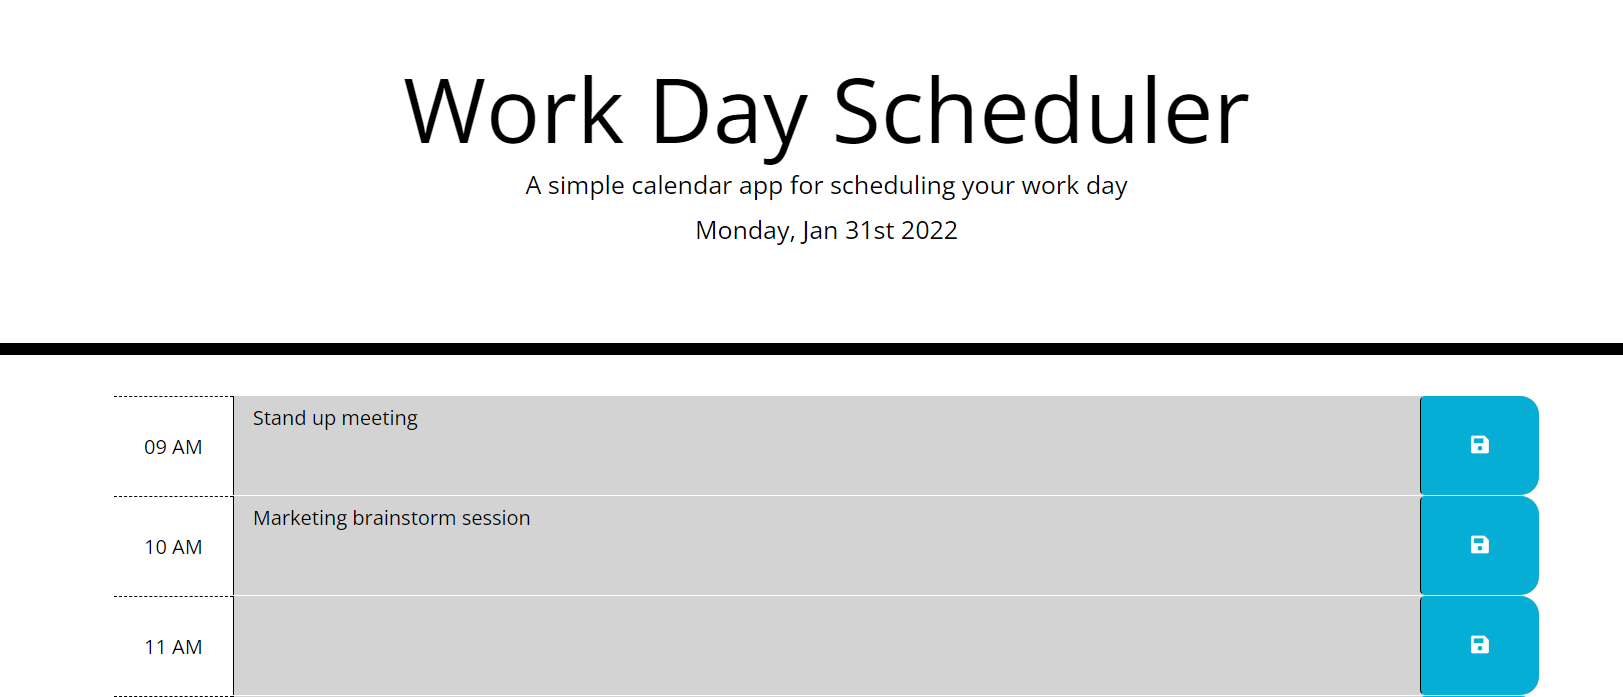 Work Day Scheduler
A simple calendar app for scheduling your work day
Monday, Jan 31st 2022
Stand up meeting
09 AM
Marketing brainstorm session
10 AM
11 AM